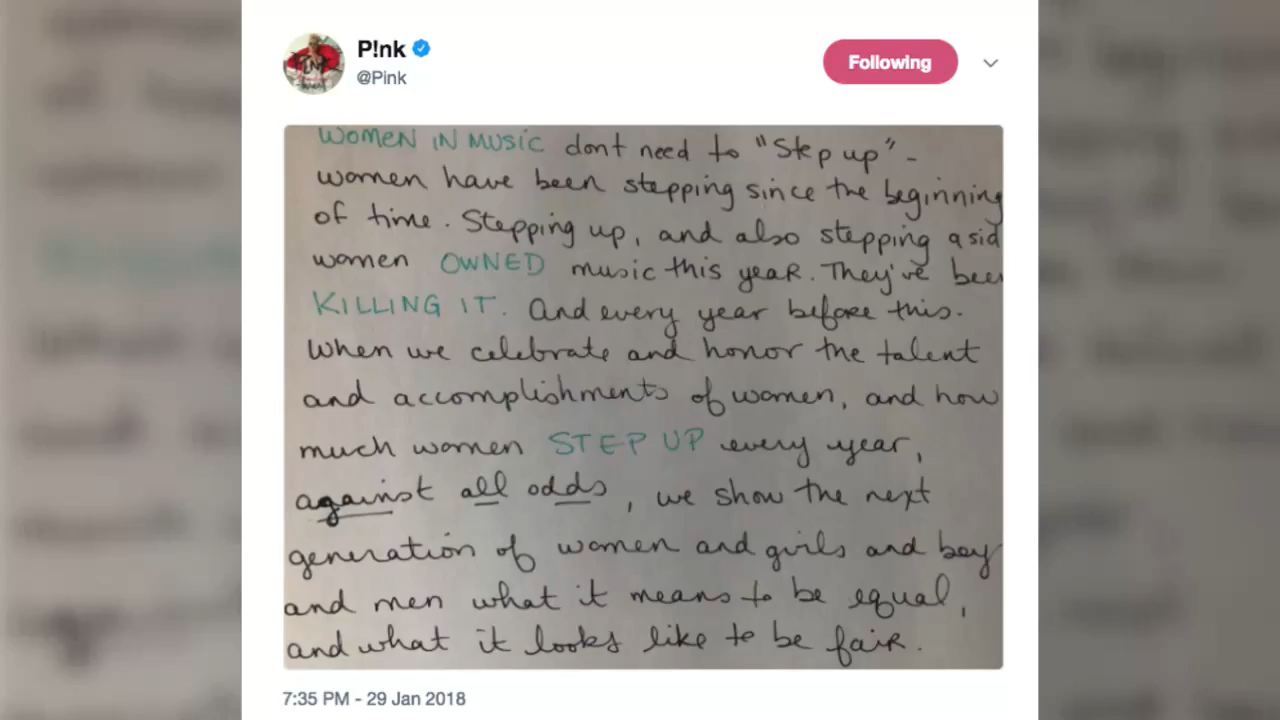 P!nk
@Pink
Following
WOMEN IN MUSIC dont need to "Step up" -
women have been stepping since the beginning
of time. Stepping up, and also stepping asid
women OWNED music this year. They've bee
KILLING IT. And every year before this.
When we celebrate and honor the talent
and accomplishments of women, and how
much women STEP UP every year,
against all odds, we show the next
generation of women and girls and boy
and men what it means to be equal,
and what it looks like to be fair.
7:35 PM - 29 Jan 2018